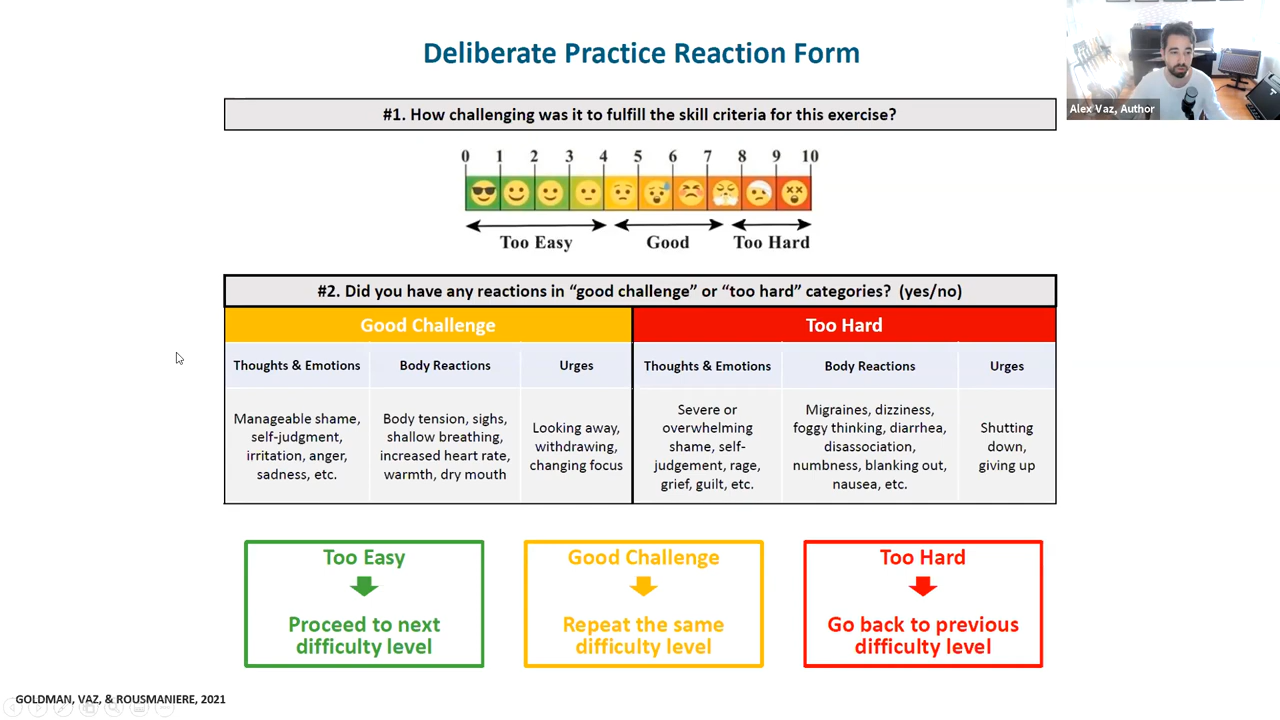 Deliberate Practice Reaction Form
Alex Vaz, Author
#1. How challenging was it to fulfill the skill criteria for this exercise?
0 1 2 3 4 5 6 7 8 9 10
Too Easy Good Too Hard
#2. Did you have any reactions in “good challenge” or “too hard” categories? (yes/no)
Good Challenge
Too Hard
Thoughts & Emotions
Body Reactions
Urges
Thoughts & Emotions
Body Reactions
Urges
Manageable shame,
self-judgment,
irritation, anger,
sadness, etc.
Body tension, sighs,
shallow breathing,
increased heart rate,
warmth, dry mouth
Looking away,
withdrawing,
changing focus
Severe or
overwhelming
shame, self-
judgement, rage,
grief, guilt, etc.
Migraines, dizziness,
foggy thinking, diarrhea,
disassociation,
numbness, blanking out,
nausea, etc.
Shutting
down,
giving up
Too Easy
Proceed to next
difficulty level
Good Challenge
Repeat the same
difficulty level
Too Hard
Go back to previous
difficulty level
GOLDMAN, VAZ, & ROUSMANIERE, 2021